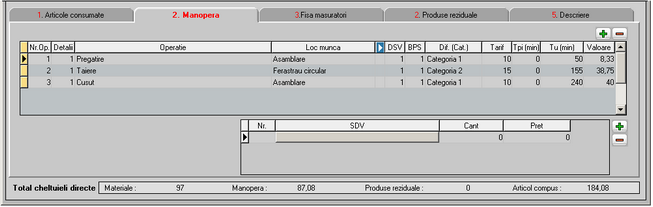 1. Articole consumate 2. Manopera 3.Fisa masuratori 2. Produse reziduale 5. Descriere
Nr.Op. Detalii Operatie Loc munca DSV BPS Dif. (Cat.) Tarif Tpi (min) Tu (min) Valoare
1 1 Pregatire Asamblare 1 1 Categoria 1 10 0 50 8,33
2 1 Taiere Ferastrau circular 1 1 Categoria 2 15 0 155 38,75
3 1 Cusut Asamblare 1 1 Categoria 1 10 0 240 40
Nr. SDV Cant Pret
0 0
Total cheltuieli directe Materiale : 97 Manopera : 87,08 Produse reziduale : 0 Articol compus : 184,08